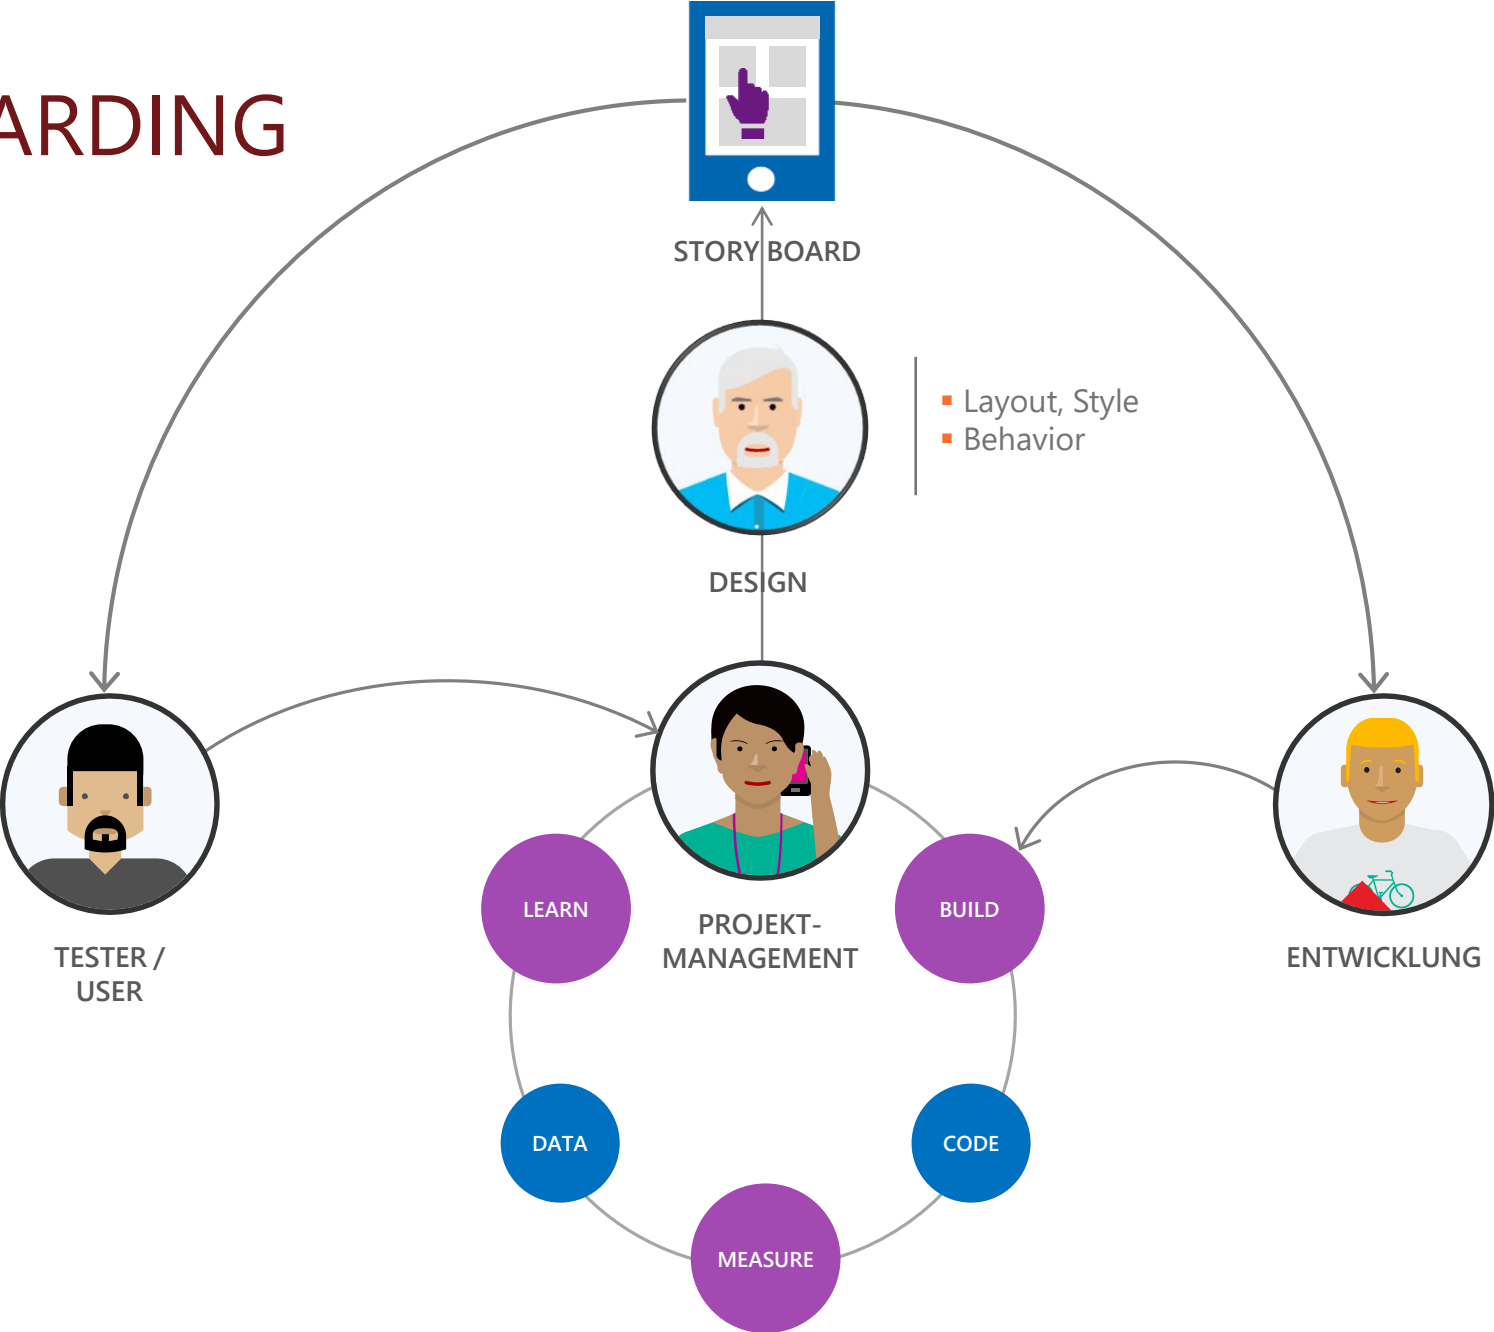 ARDING
STORY BOARD
▪ Layout, Style
▪ Behavior
DESIGN
LEARN
BUILD
PROJEKT-
MANAGEMENT
TESTER /
USER
ENTWICKLUNG
DATA
CODE
MEASURE